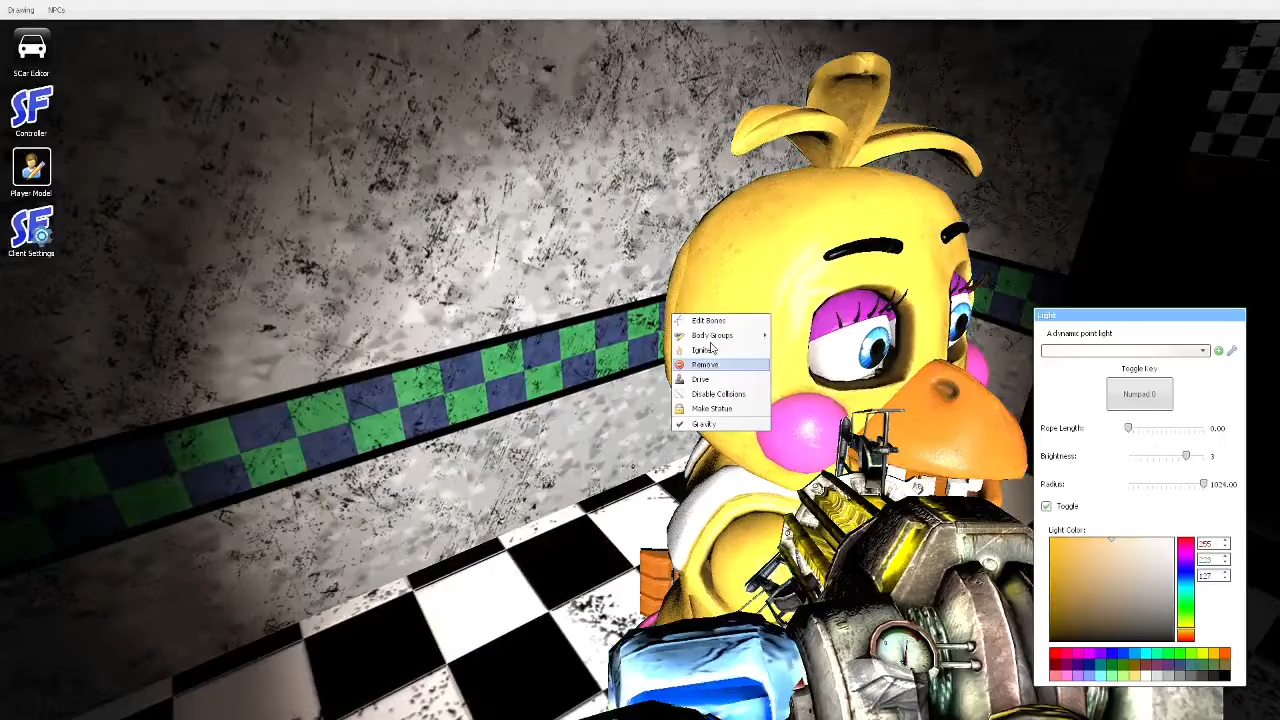 Drawing NPCs
SCar Editor
SF
Controller
Player Model
SF
Client Settings
Edit Bones
Body Groups
Ignite
Remove
Drive
Disable Collisions
Make Statue
Gravity
Light
A dynamic point light
Toggle Key
Numpad 0
Rope Length: 0.00
Brightness: 3
Radius: 1024.00
Toggle
Light Color:
255
223
127